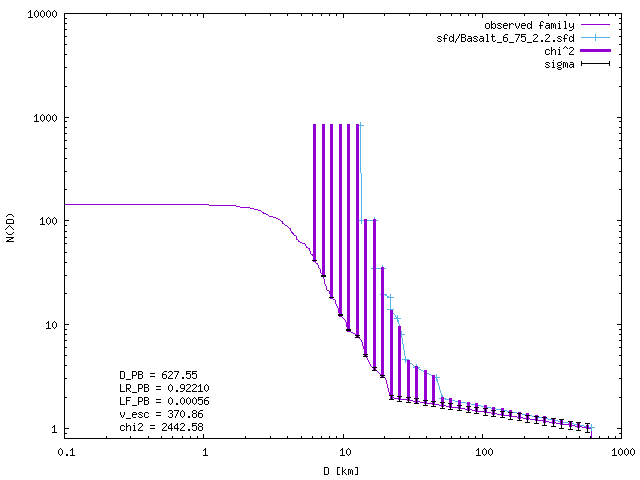 10000
1000
100
10
1
N(>D)
observed family
sfd/Basalt_6_75_2.2.sfd
chi^2
sigma
D_PB = 627.55
LR_PB = 0.92210
LF_PB = 0.00056
v_esc = 370.86
chi2 = 2442.58
0.1 1 10 100 1000
D [km]